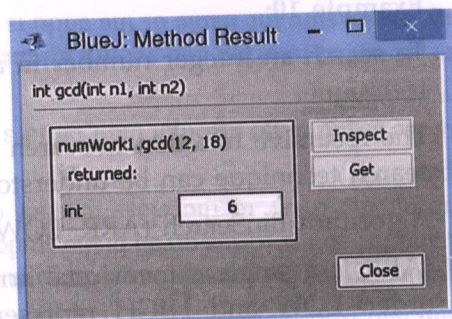 BlueJ: Method Result
int gcd(int n1, int n2)
numWork1.gcd(12, 18)
returned:
int 6
Inspect
Get
Close